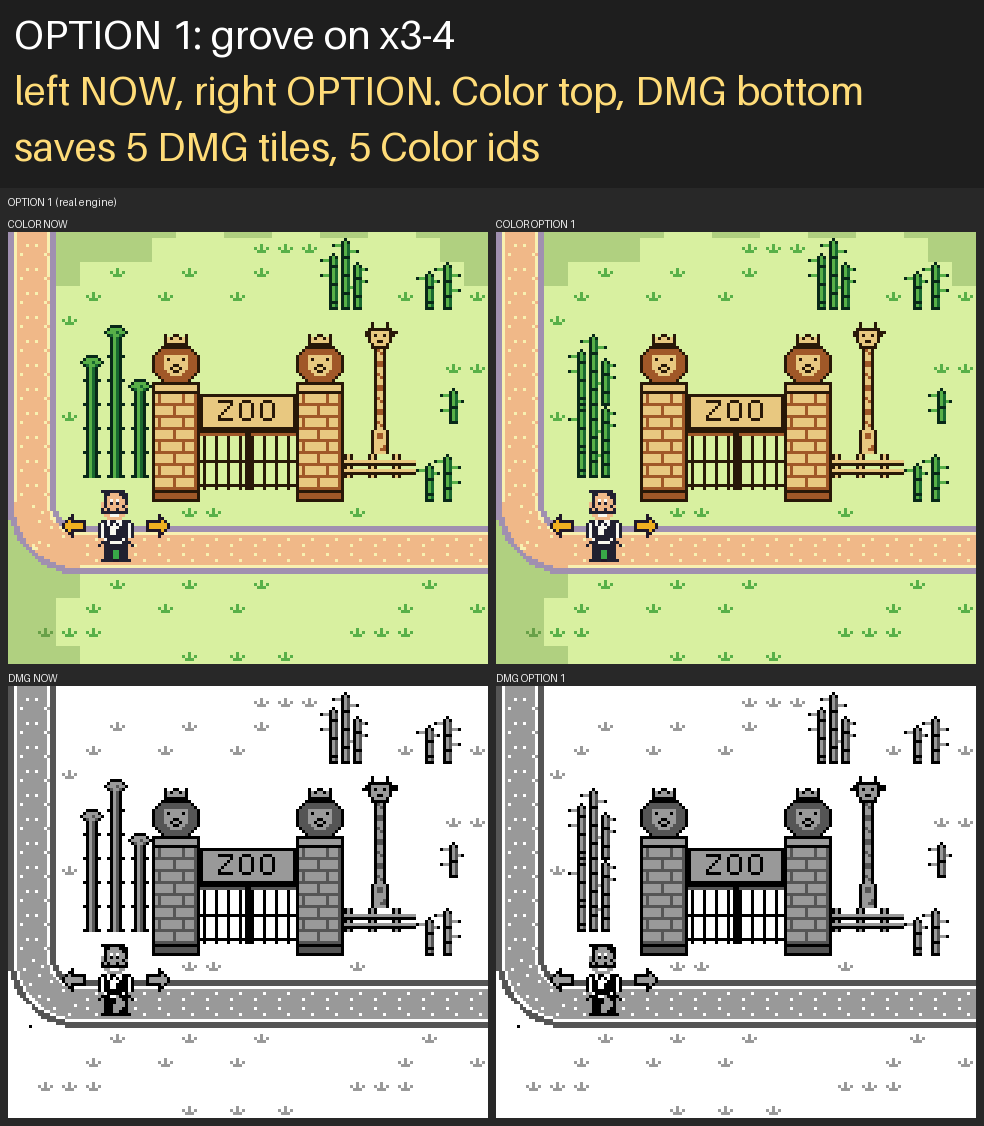 OPTION 1: grove on x3-4
left NOW, right OPTION. Color top, DMG bottom
saves 5 DMG tiles, 5 Color ids
OPTION 1 (real engine)
COLOR NOW
COLOR OPTION 1
ZOO
ZOO
DMG NOW
DMG OPTION 1
ZOO
ZOO